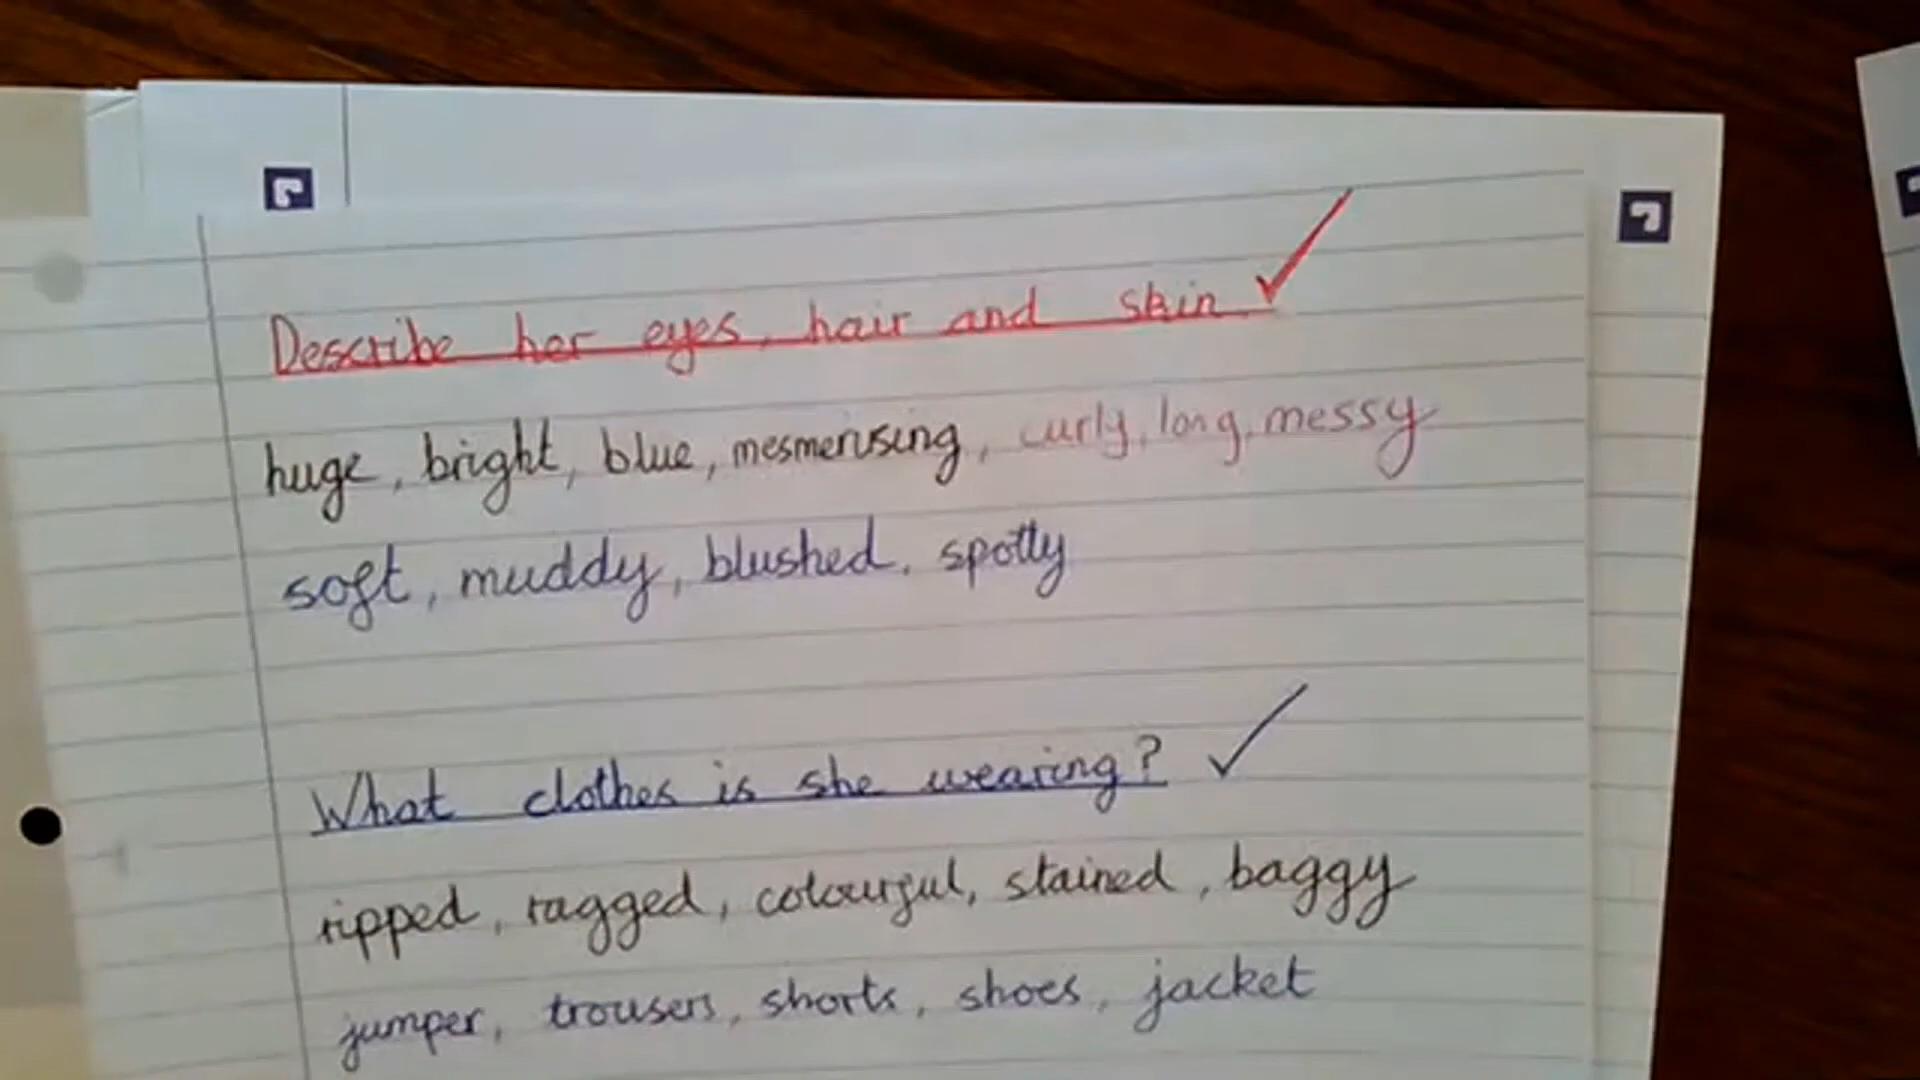 Describe her eyes, hair and skin.
huge, bright, blue, mesmerising, curly, long, messy
soft, muddy, blushed, spotty
What clothes is she wearing?
ripped, ragged, colourful, stained, baggy
jumper, trousers, shorts, shoes, jacket